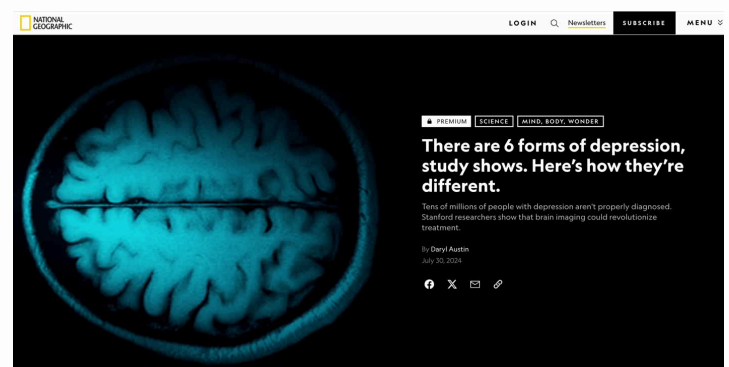 NATIONAL
GEOGRAPHIC
LOGIN
Newsletters
SUBSCRIBE
MENU
PREMIUM
SCIENCE
MIND, BODY, WONDER
There are 6 forms of depression,
study shows. Here's how they're
different.
Tens of millions of people with depression aren't properly diagnosed.
Stanford researchers show that brain imaging could revolutionize
treatment.
By Daryl Austin
July 30, 2024